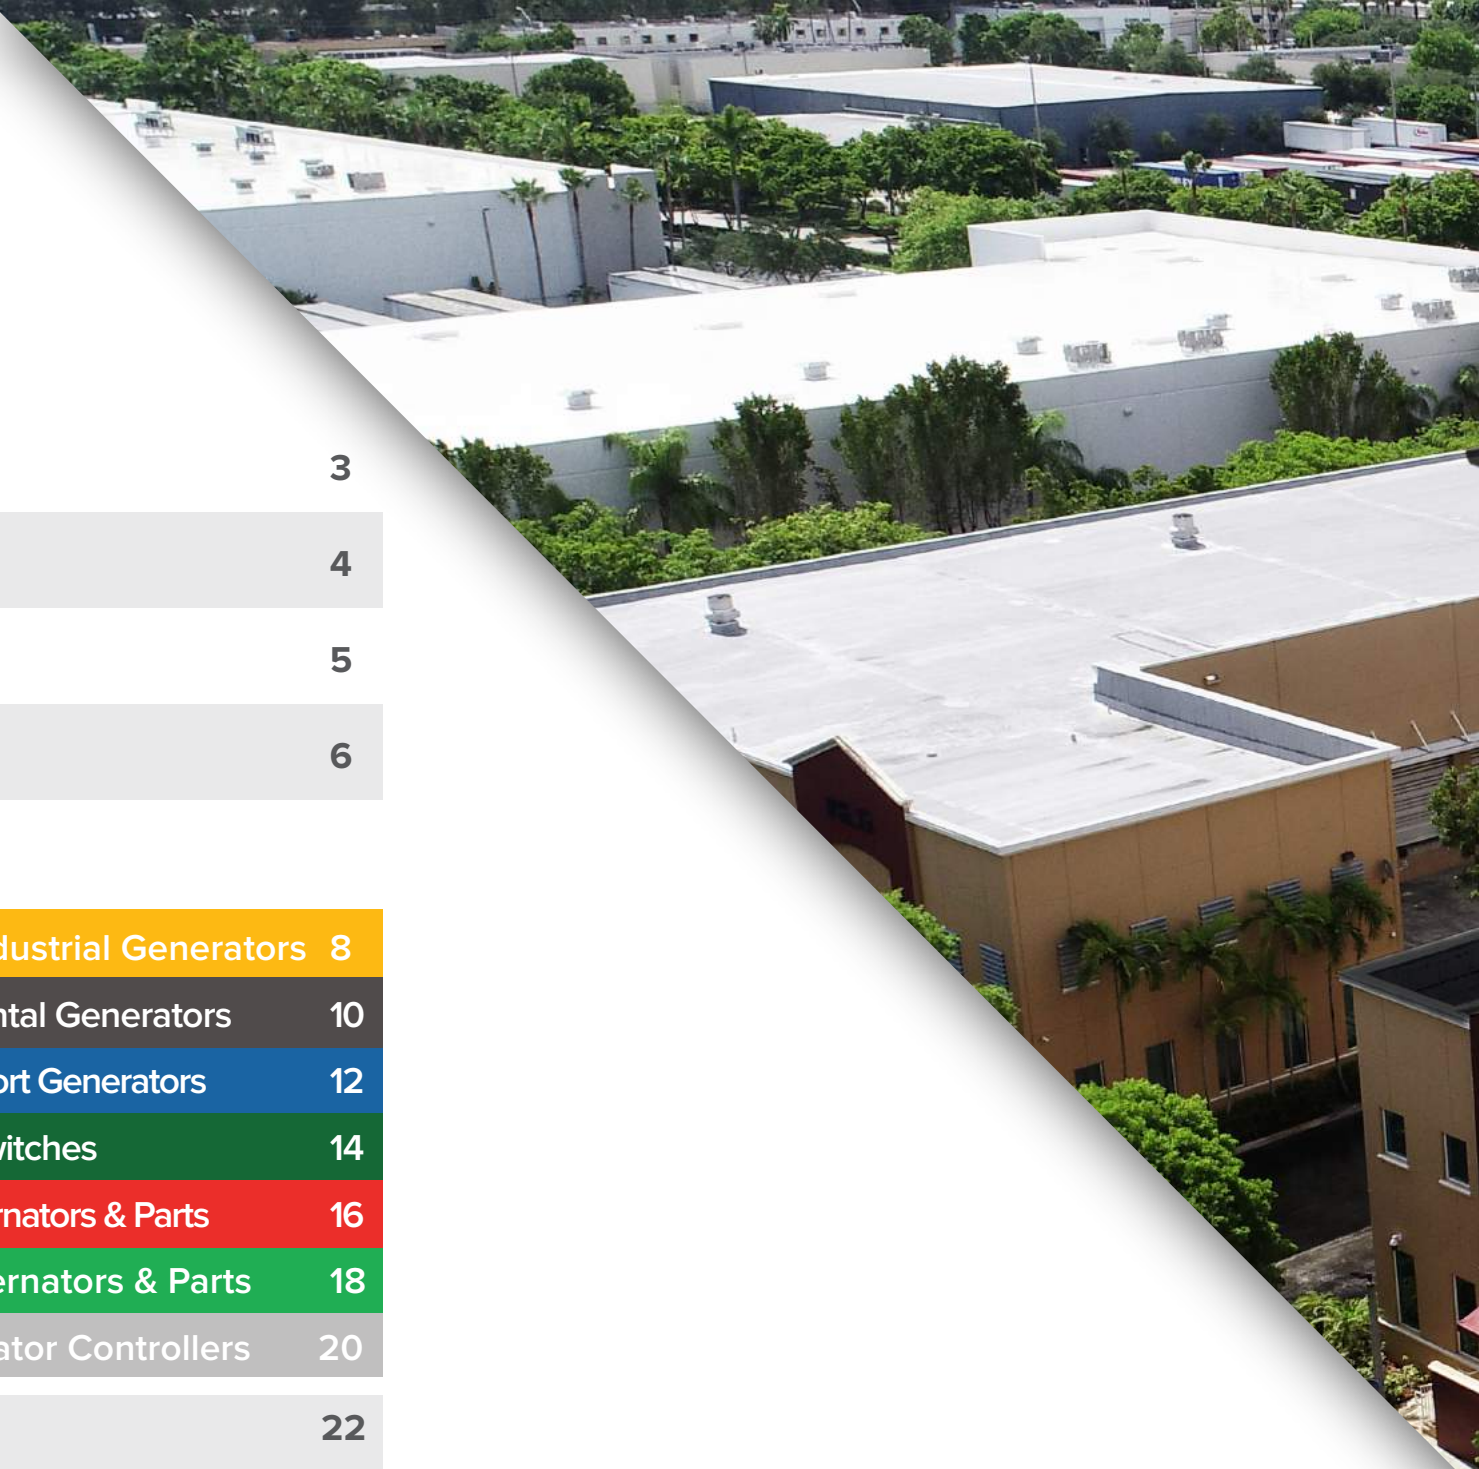 3
4
5
6
dustrial Generators 8
ntal Generators 10
ort Generators 12
witches 14
rnators & Parts 16
ernators & Parts 18
ator Controllers 20
22